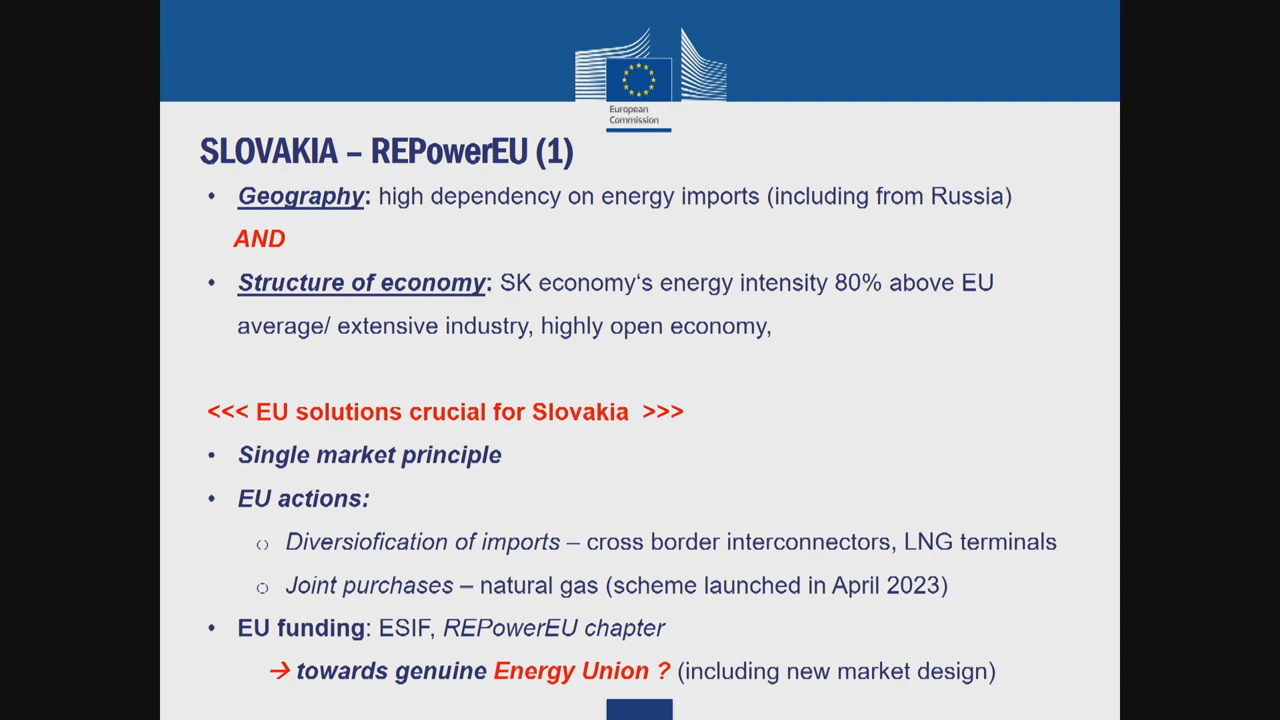 European
Commission
SLOVAKIA – REPowerEU (1)
• Geography: high dependency on energy imports (including from Russia)
AND
• Structure of economy: SK economy‘s energy intensity 80% above EU
average/ extensive industry, highly open economy,
<<< EU solutions crucial for Slovakia >>>
• Single market principle
• EU actions:
o Diversiofication of imports – cross border interconnectors, LNG terminals
o Joint purchases – natural gas (scheme launched in April 2023)
• EU funding: ESIF, REPowerEU chapter
→ towards genuine Energy Union ? (including new market design)